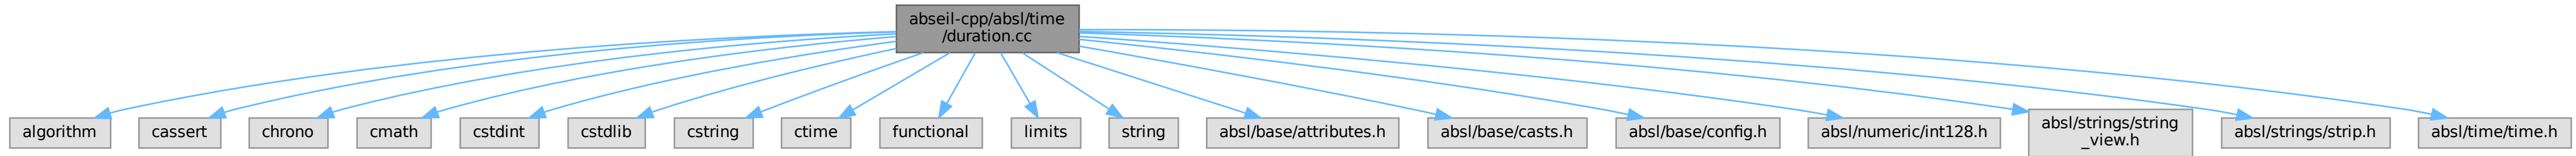 abseil-cpp/absl/time
/duration.cc
algorithm
cassert
chrono
cmath
cstdint
cstdlib
cstring
ctime
functional
limits
string
absl/base/attributes.h
absl/base/casts.h
absl/base/config.h
absl/numeric/int128.h
absl/strings/string
_view.h
absl/strings/strip.h
absl/time/time.h